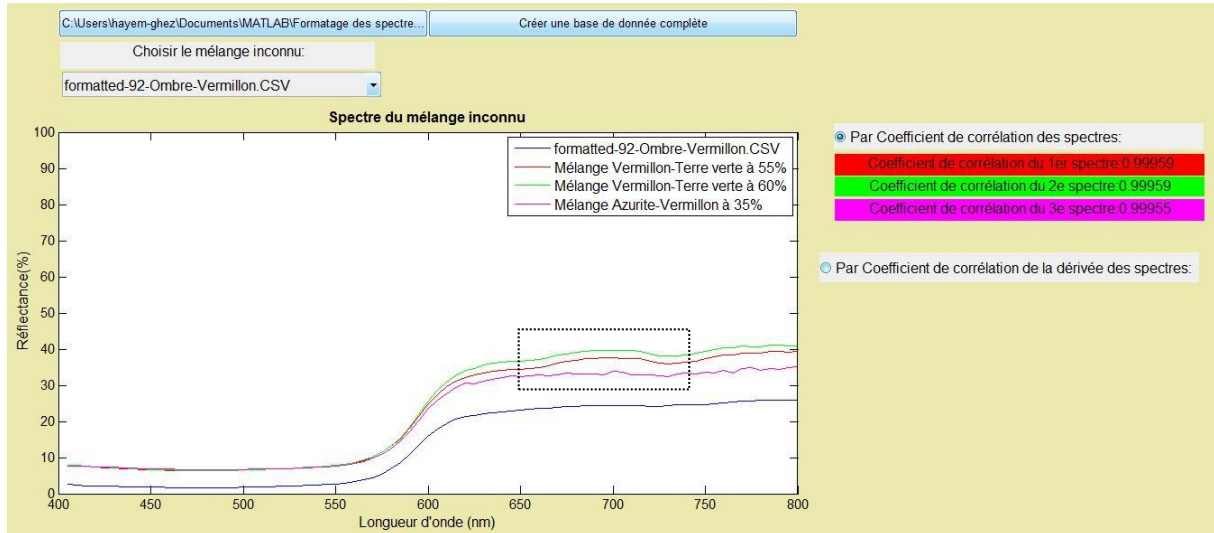 C:\Users\hayem-ghez\Documents\MATLAB\Formatage des spectre...
Créer une base de donnée complète
Choisir le mélange inconnu:
formatted-92-Ombre-Vermillon.CSV
Spectre du mélange inconnu
100
90
80
70
60
50
40
30
20
10
0
Réflectance(%)
400
450
500
550
600
650
700
750
800
Longueur d'onde (nm)
formatted-92-Ombre-Vermillon.CSV
Mélange Vermillon-Terre verte à 55%
Mélange Vermillon-Terre verte à 60%
Mélange Azurite-Vermillon à 35%
Par Coefficient de corrélation des spectres:
Coefficient de corrélation du 1er spectre:0.99959
Coefficient de corrélation du 2e spectre:0.99959
Coefficient de corrélation du 3e spectre:0.99955
Par Coefficient de corrélation de la dérivée des spectres: